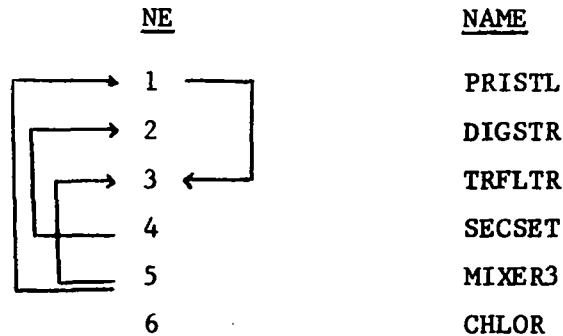 NE NAME
1 PRISTL
2 DIGSTR
3 TRFLTR
4 SECSET
5 MIXER3
6 CHLOR